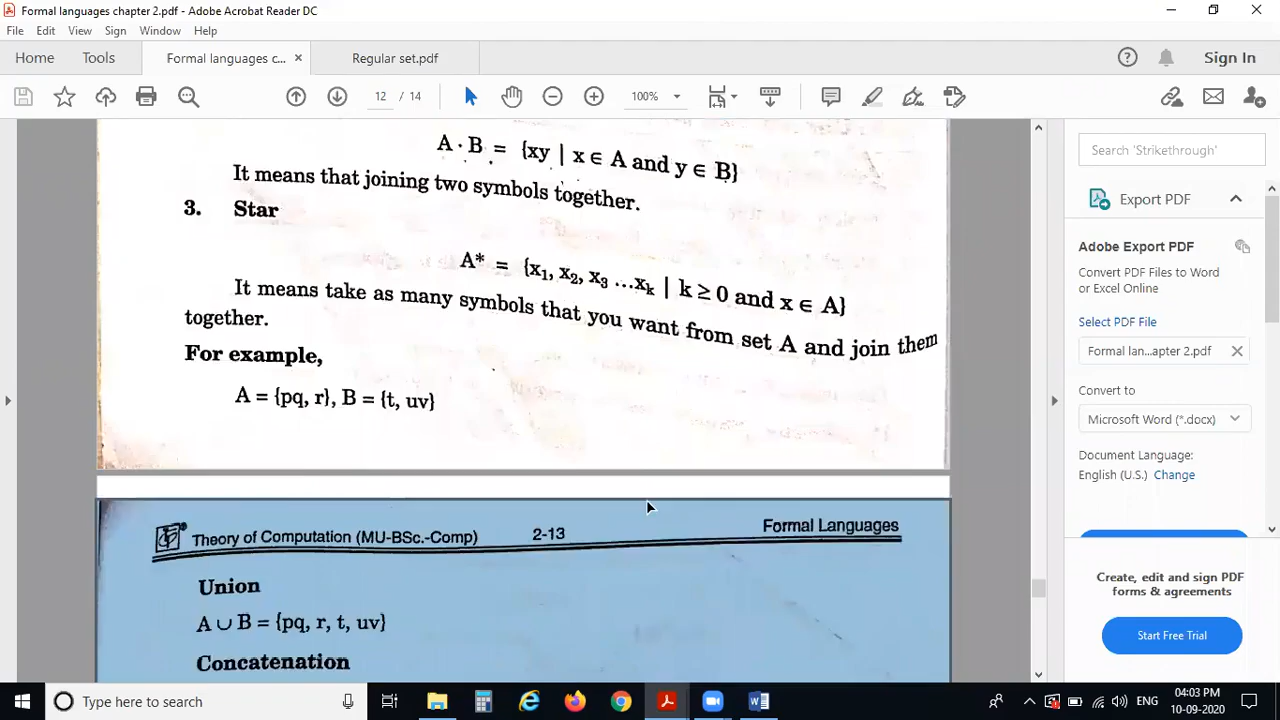 Formal languages chapter 2.pdf - Adobe Acrobat Reader DC
File Edit View Sign Window Help
Home Tools Formal languages c... × Regular set.pdf Sign In
12 / 14 100%
A · B = {xy | x ∈ A and y ∈ B}
It means that joining two symbols together.
3. Star
A* = {x₁, x₂, x₃ ...xₖ | k ≥ 0 and x ∈ A}
It means take as many symbols that you want from set A and join them
together.
For example,
A = {pq, r}, B = {t, uv}
Theory of Computation (MU-BSc.-Comp) 2-13 Formal Languages
Union
A ∪ B = {pq, r, t, uv}
Concatenation
Search 'Strikethrough'
Export PDF
Adobe Export PDF
Convert PDF Files to Word
or Excel Online
Select PDF File
Formal lan...apter 2.pdf ×
Convert to
Microsoft Word (*.docx)
Document Language:
English (U.S.) Change
Create, edit and sign PDF
forms & agreements
Start Free Trial
Type here to search
ENG
04:03 PM
10-09-2020